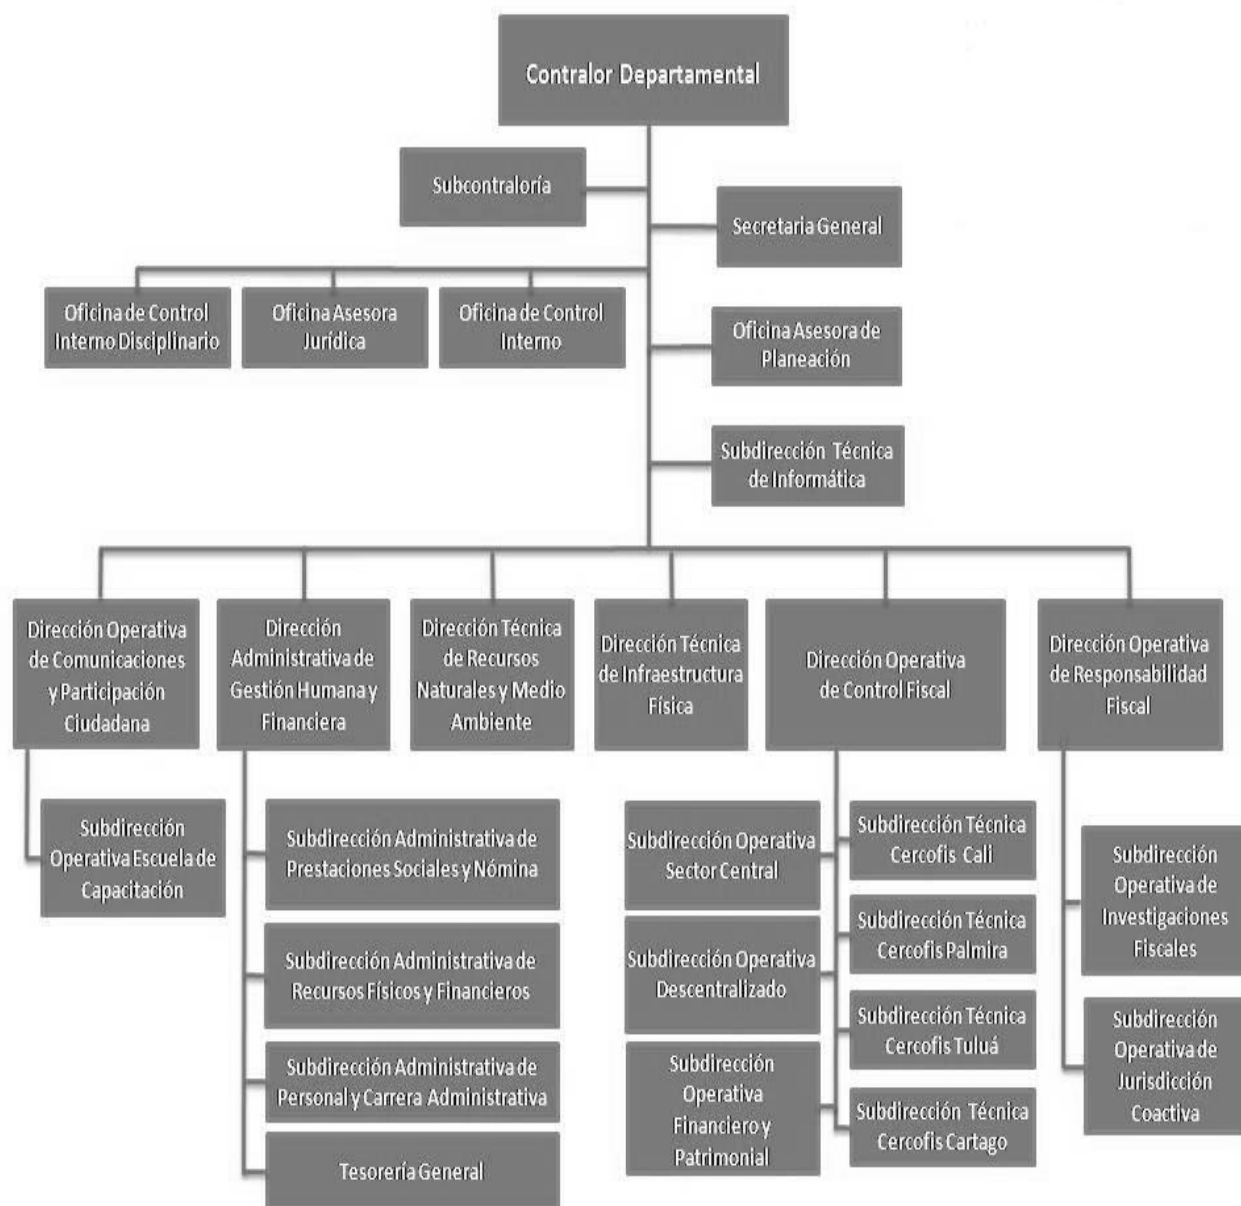 Contralor Departamental
Subcontraloría
Secretaria General
Oficina de Control
Interno Disciplinario
Oficina Asesora
Jurídica
Oficina de Control
Interno
Oficina Asesora de
Planeación
Subdirección Técnica
de Informática
Dirección Operativa
de Comunicaciones
y Participación
Ciudadana
Dirección
Administrativa de
Gestión Humana y
Financiera
Dirección Técnica
de Recursos
Naturales y Medio
Ambiente
Dirección Técnica
de Infraestructura
Física
Dirección Operativa
de Control Fiscal
Dirección Operativa
de Responsabilidad
Fiscal
Subdirección
Operativa Escuela de
Capacitación
Subdirección Administrativa de
Prestaciones Sociales y Nómina
Subdirección Administrativa de
Recursos Físicos y Financieros
Subdirección Administrativa de
Personal y Carrera Administrativa
Tesorería General
Subdirección Operativa
Sector Central
Subdirección Operativa
Descentralizado
Subdirección
Operativa
Financiero y
Patrimonial
Subdirección Técnica
Cercofis Cali
Subdirección Técnica
Cercofis Palmira
Subdirección Técnica
Cercofis Tuluá
Subdirección Técnica
Cercofis Cartago
Subdirección
Operativa de
Investigaciones
Fiscales
Subdirección
Operativa de
Jurisdicción
Coactiva